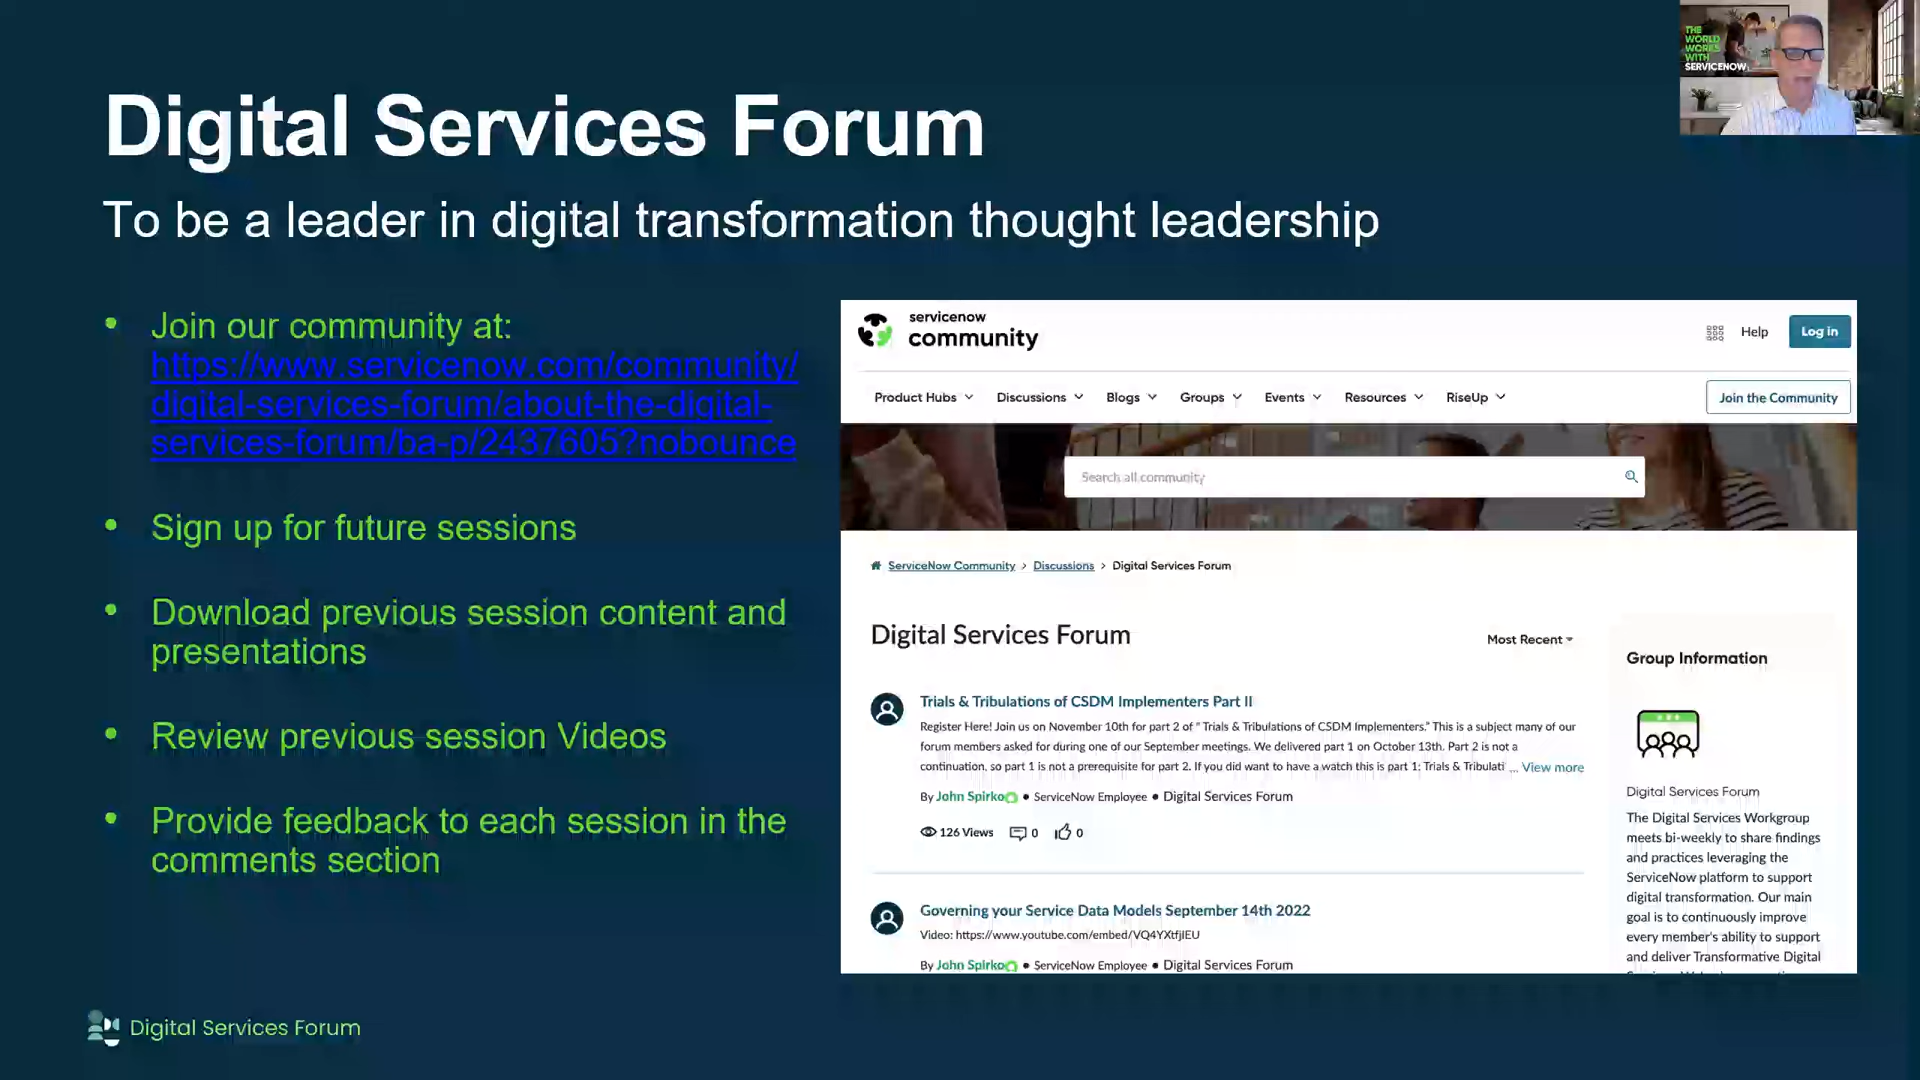 THE
WORLD
WORKS
WITH
SERVICENOW
Digital Services Forum
To be a leader in digital transformation thought leadership
• Join our community at:
https://www.servicenow.com/community/
digital-services-forum/about-the-digital-
services-forum/ba-p/2437605?nobounce
• Sign up for future sessions
• Download previous session content and
presentations
• Review previous session Videos
• Provide feedback to each session in the
comments section
servicenow
community
Help
Log in
Product Hubs Discussions Blogs Groups Events Resources RiseUp
Join the Community
Search all community
ServiceNow Community > Discussions > Digital Services Forum
Digital Services Forum
Most Recent
Trials & Tribulations of CSDM Implementers Part II
Register Here! Join us on November 10th for part 2 of "Trials & Tribulations of CSDM Implementers." This is a subject many of our
forum members asked for during one of our September meetings. We delivered part 1 on October 13th. Part 2 is not a
continuation, so part 1 is not a prerequisite for part 2. If you did want to have a watch this is part 1: Trials & Tribulati ... View more
By John Spirko • ServiceNow Employee • Digital Services Forum
126 Views 0 0
Governing your Service Data Models September 14th 2022
Video: https://www.youtube.com/embed/VQ4YXtfjIEU
By John Spirko • ServiceNow Employee • Digital Services Forum
Group Information
Digital Services Forum
The Digital Services Workgroup
meets bi-weekly to share findings
and practices leveraging the
ServiceNow platform to support
digital transformation. Our main
goal is to continuously improve
every member's ability to support
and deliver Transformative Digital
Digital Services Forum